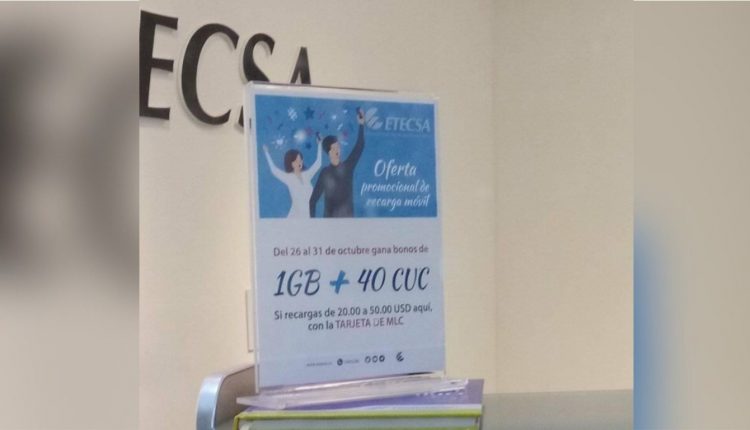 ECSA
ETECSA
Oferta
promocional de
recarga móvil
Del 26 al 31 de octubre gana bonos de
1GB + 40 CUC
Si recargas de 20.00 a 50.00 USD aquí,
con la TARJETA DE MLC